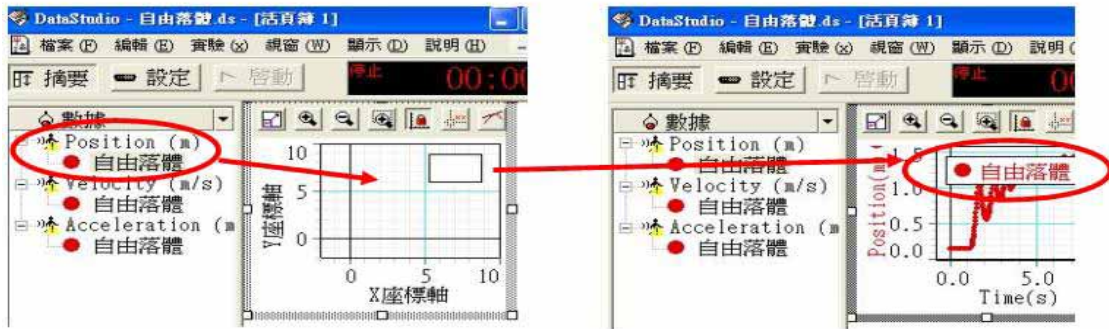 DataStudio - 自由落體.ds - [活頁簿 1]
檔案(F) 編輯(E) 實驗(x) 視窗(W) 顯示(D) 說明(H)
摘要 設定 啓動 停止 00:0
數據
Position (m)
自由落體
Velocity (m/s)
自由落體
Acceleration (m
自由落體
10
5
0
Y座標軸
0 5 10
X座標軸
DataStudio - 自由落體.ds - [活頁簿 1]
檔案(F) 編輯(E) 實驗(x) 視窗(W) 顯示(D) 說明(
摘要 設定 啓動 停止 0
數據
Position (m)
自由落體
Velocity (m/s)
自由落體
Acceleration (m
自由落體
1.5
1.0
0.5
0.0
Position(m)
自由落體
0.0 5.0
Time(s)